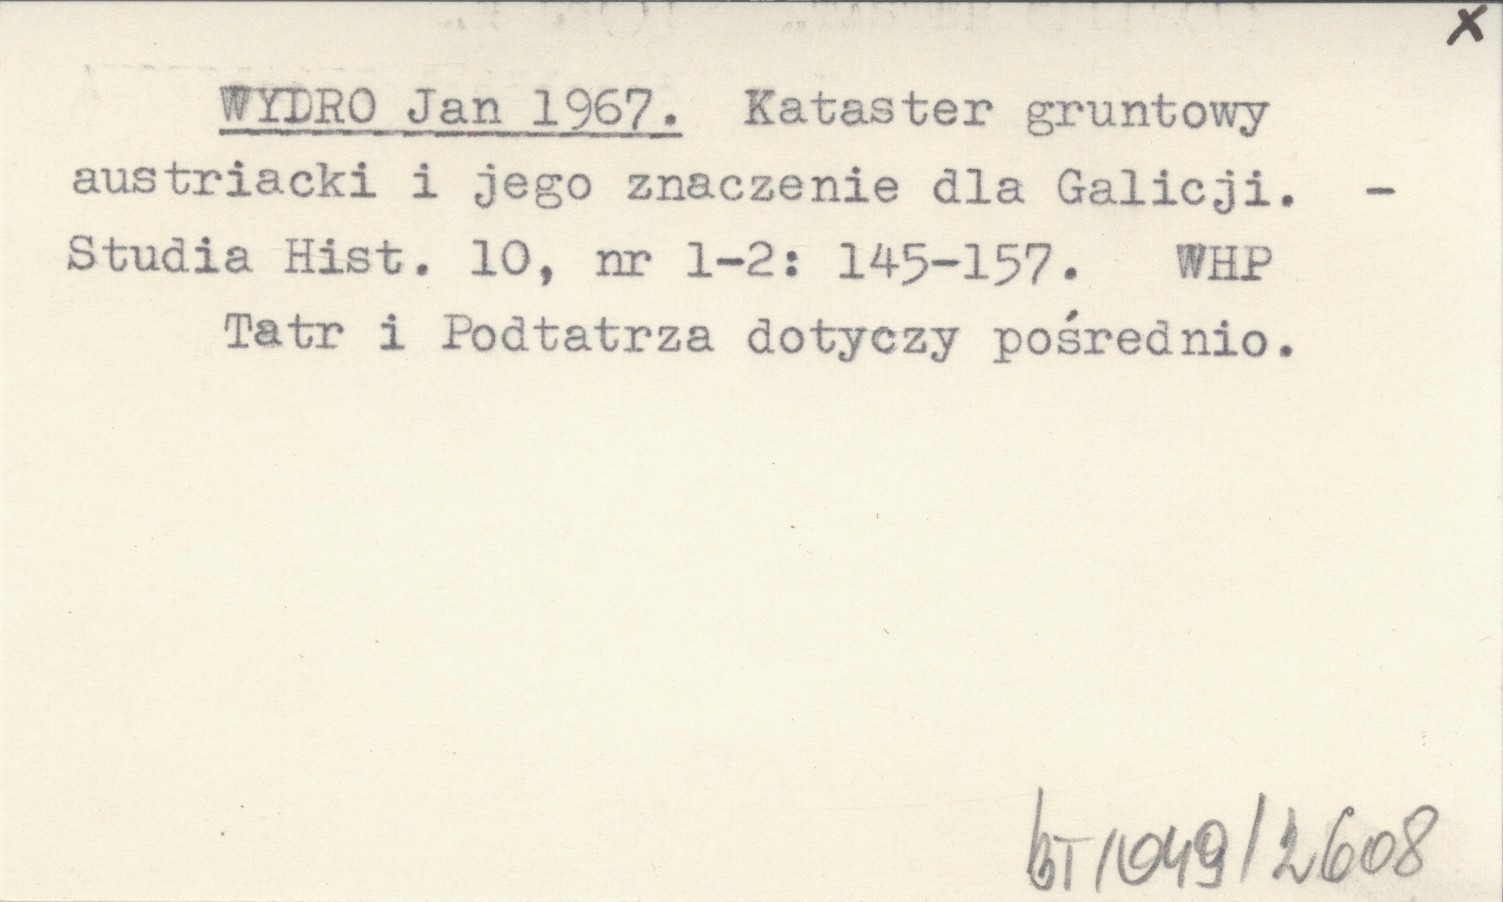 x
WYDRO Jan 1967. Kataster gruntowy
austriacki i jego znaczenie dla Galicji. -
Studia Hist. 10, nr 1-2: 145-157. WHP
Tatr i Podtatrza dotyczy pośrednio.
bT/1049/2608